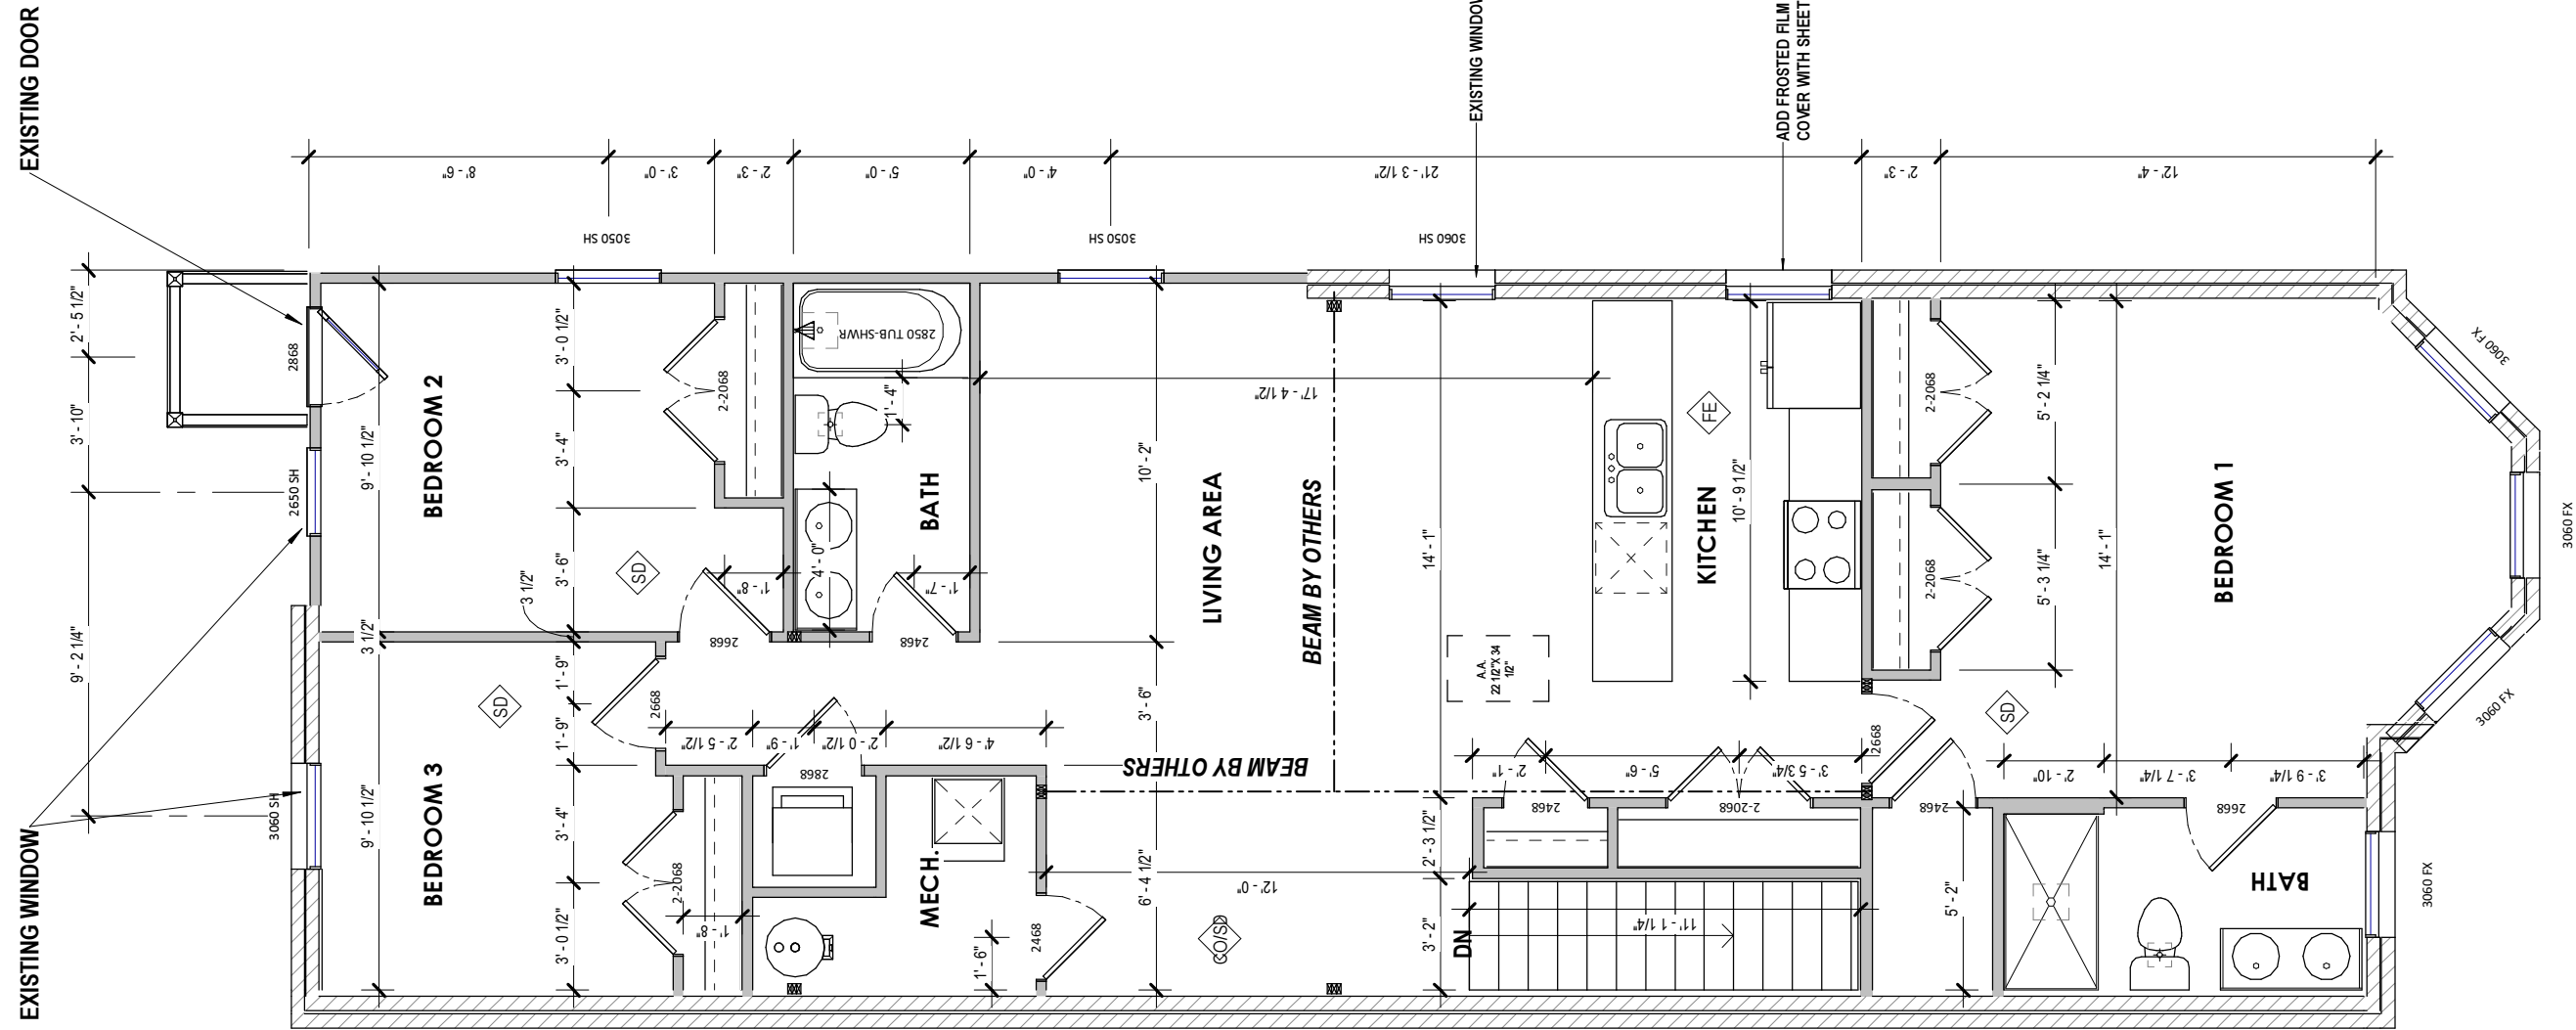 EXISTING DOOR
EXISTING WINDOW
EXISTING WINDOW
ADD FROSTED FILM
COVER WITH SHEET
8' - 6"
3' - 0"
2' - 3"
5' - 0"
4' - 0"
21' - 3 1/2"
2' - 3"
12' - 4"
3050 SH
3050 SH
3060 SH
2' - 5 1/2"
3' - 10"
9' - 2 1/4"
2868
2650 SH
3060 SH
9' - 10 1/2"
3 1/2"
9' - 10 1/2"
BEDROOM 2
3' - 0 1/2"
3' - 4"
3' - 6"
3 1/2"
1' - 9"
1' - 9"
3' - 4"
3' - 0 1/2"
SD
2-2068
1' - 8"
2668
BEDROOM 3
SD
2668
2-2068
1' - 8"
2850 TUB-SHWR
1' - 4"
4' - 0"
BATH
1' - 7"
2468
2' - 5 1/2"
1' - 9"
2' - 0 1/2"
4' - 6 1/2"
2868
MECH.
1' - 6"
2468
10' - 2"
3' - 6"
6' - 4 1/2"
LIVING AREA
BEAM BY OTHERS
BEAM BY OTHERS
17' - 4 1/2"
12' - 0"
CO/SD
14' - 1"
2' - 3 1/2"
3' - 2"
A.A.
22 1/2"X 34
1/2"
FE
KITCHEN
10' - 9 1/2"
2' - 1"
5' - 6"
3' - 5 3/4"
2468
2-2068
2668
11' - 1 1/4"
DN
2-2068
2-2068
5' - 2 1/4"
5' - 3 1/4"
14' - 1"
BEDROOM 1
SD
2468
5' - 2"
2' - 10"
3' - 7 1/4"
3' - 9 1/4"
2668
BATH
3060 FX
3060 FX
3060 FX
3060 FX